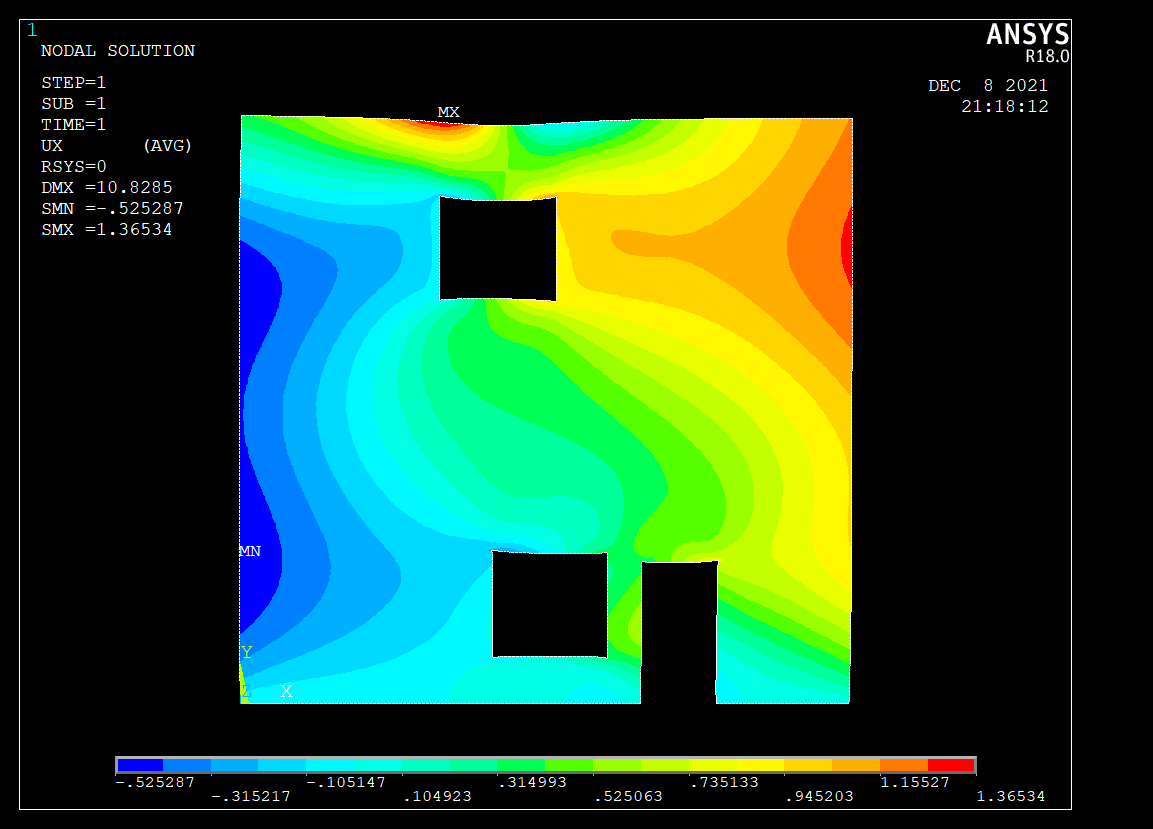 1
ANSYS
R18.0
NODAL SOLUTION
STEP=1
SUB =1
TIME=1
UX (AVG)
RSYS=0
DMX =10.8285
SMN =-.525287
SMX =1.36534
DEC 8 2021
21:18:12
MX
MN
Y
Z X
-.525287 -.105147 .314993 .735133 1.15527
-.315217 .104923 .525063 .945203 1.36534